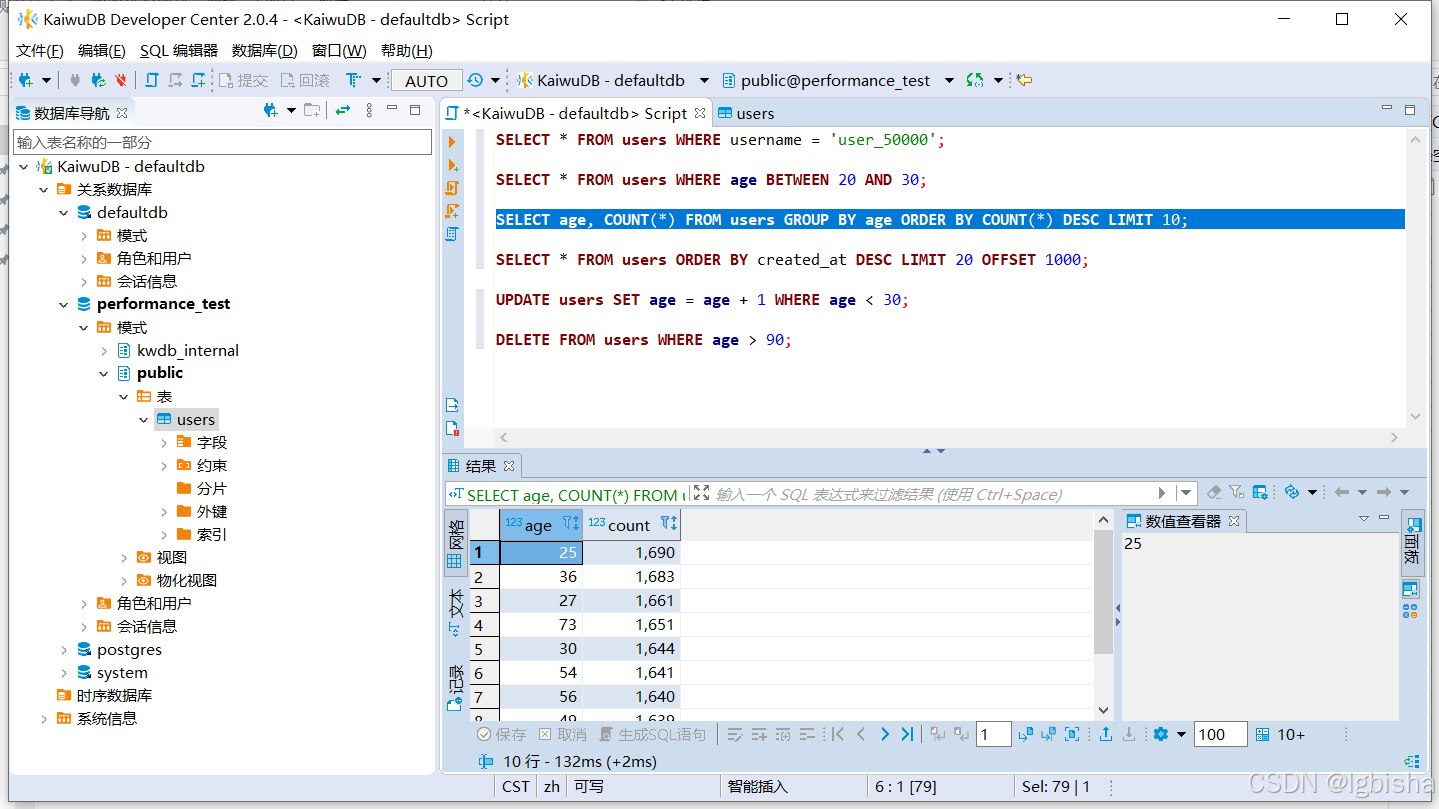 KaiwuDB Developer Center 2.0.4 - <KaiwuDB - defaultdb> Script
文件(F) 编辑(E) SQL 编辑器 数据库(D) 窗口(W) 帮助(H)
提交 回滚 AUTO KaiwuDB - defaultdb public@performance_test
数据库导航
输入表名称的一部分
KaiwuDB - defaultdb
关系数据库
defaultdb
模式
角色和用户
会话信息
performance_test
模式
kwdb_internal
public
表
users
字段
约束
分片
外键
索引
视图
物化视图
角色和用户
会话信息
postgres
system
时序数据库
系统信息
*<KaiwuDB - defaultdb> Script users
SELECT * FROM users WHERE username = 'user_50000';
SELECT * FROM users WHERE age BETWEEN 20 AND 30;
SELECT age, COUNT(*) FROM users GROUP BY age ORDER BY COUNT(*) DESC LIMIT 10;
SELECT * FROM users ORDER BY created_at DESC LIMIT 20 OFFSET 1000;
UPDATE users SET age = age + 1 WHERE age < 30;
DELETE FROM users WHERE age > 90;
结果
SELECT age, COUNT(*) FROM u 输入一个 SQL 表达式来过滤结果 (使用 Ctrl+Space)
网格
文本
记录
123 age 123 count
1 25 1,690
2 36 1,683
3 27 1,661
4 73 1,651
5 30 1,644
6 54 1,641
7 56 1,640
8 49 1,639
数值查看器
25
面板
保存 取消 生成SQL语句 1 100 10+
10 行 - 132ms (+2ms)
CST zh 可写 智能插入 6 : 1 [79] Sel: 79 | 1
CSDN @lgbisha